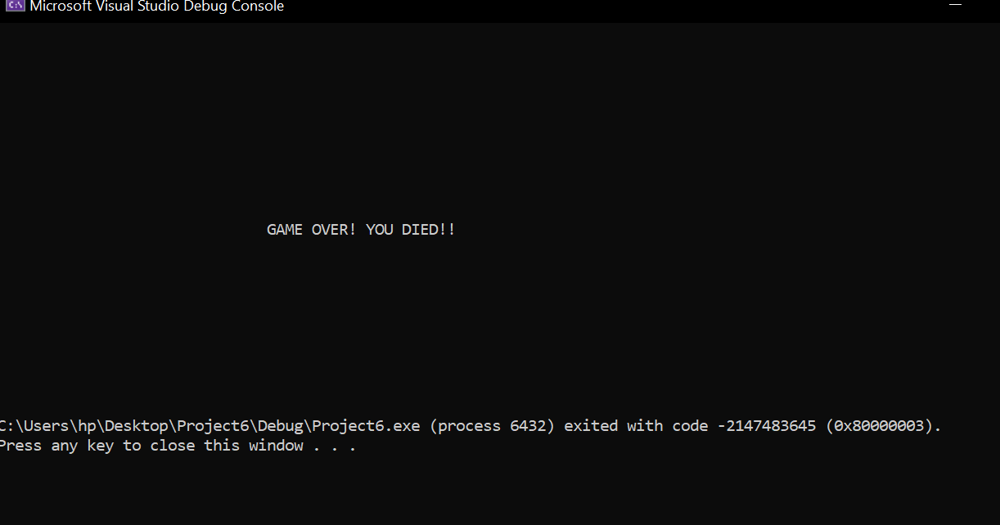 C:\ Microsoft Visual Studio Debug Console
GAME OVER! YOU DIED!!
C:\Users\hp\Desktop\Project6\Debug\Project6.exe (process 6432) exited with code -2147483645 (0x80000003).
Press any key to close this window . . .